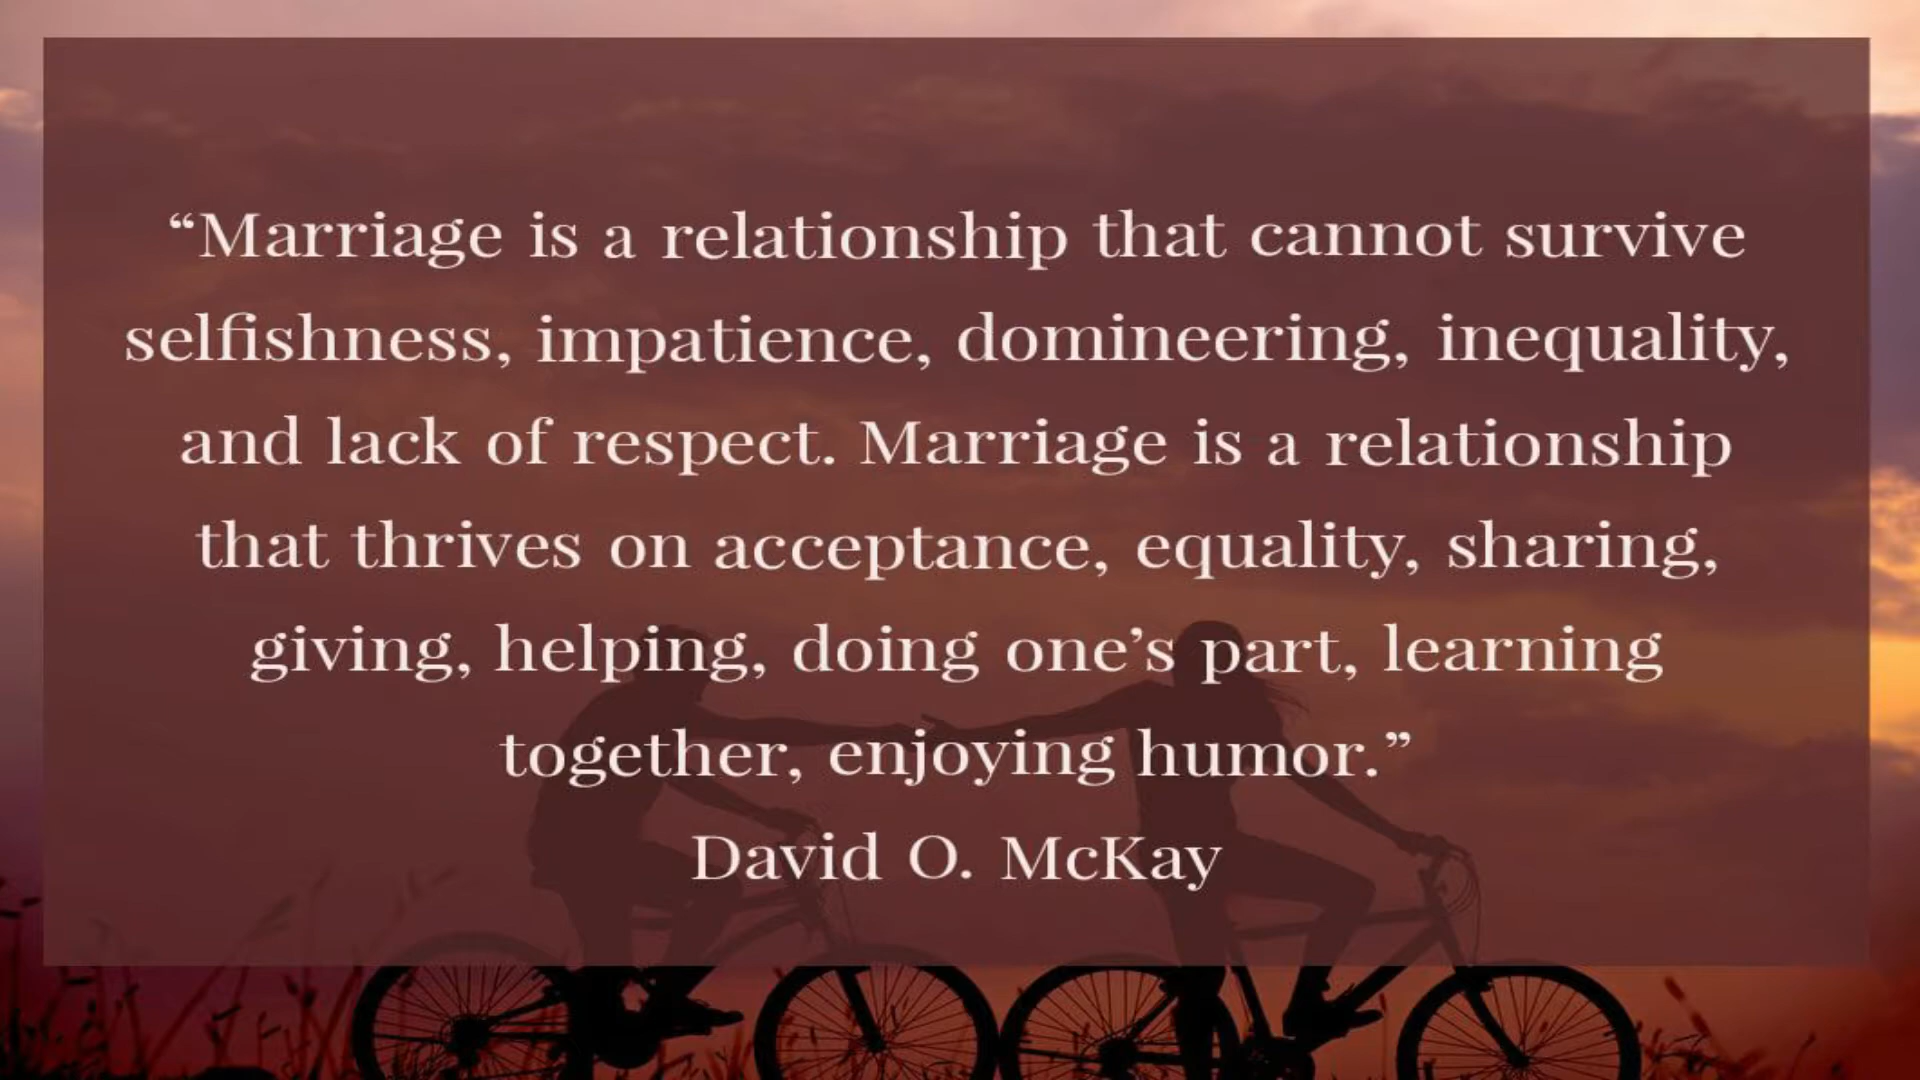 “Marriage is a relationship that cannot survive
selfishness, impatience, domineering, inequality,
and lack of respect. Marriage is a relationship
that thrives on acceptance, equality, sharing,
giving, helping, doing one’s part, learning
together, enjoying humor.”
David O. McKay